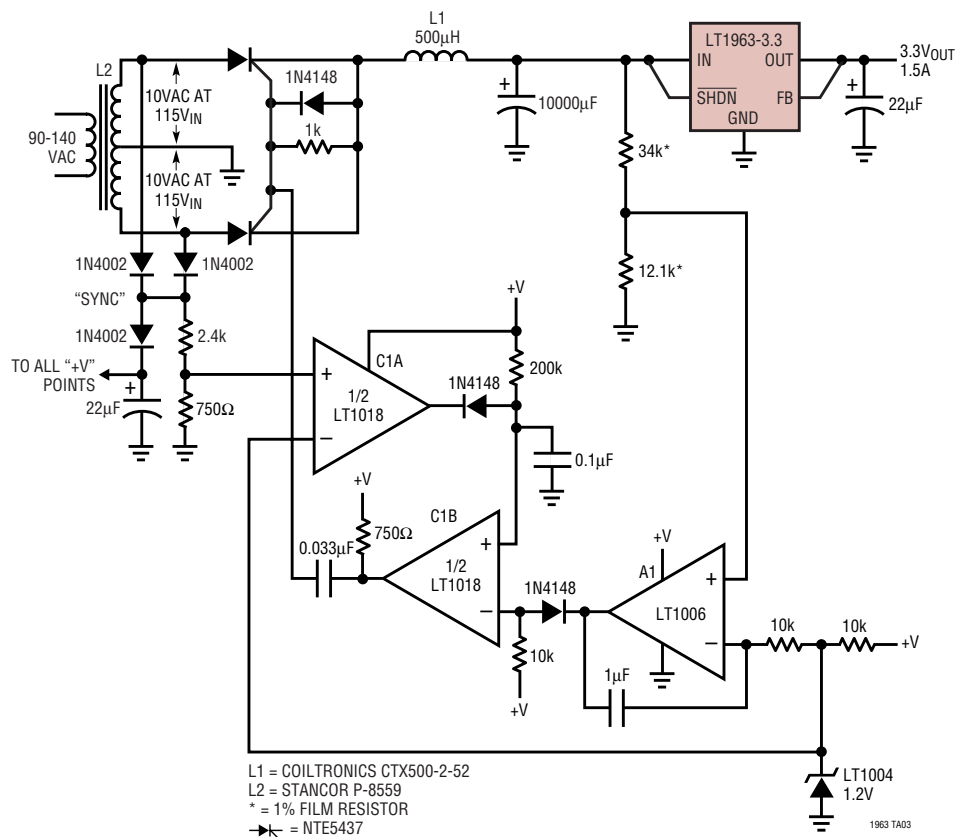 L1
500µH
L2
10VAC AT
115VIN
90-140
VAC
10VAC AT
115VIN
1N4148
1k
+
10000µF
LT1963-3.3
IN
OUT
SHDN
FB
GND
3.3VOUT
1.5A
+
22µF
34k*
12.1k*
1N4002
1N4002
"SYNC"
1N4002
2.4k
TO ALL "+V"
POINTS
+
22µF
750Ω
+V
C1A
+
1/2
LT1018
−
200k
1N4148
0.1µF
+V
750Ω
0.033µF
C1B
+
1/2
LT1018
−
1N4148
10k
+V
+V
A1
+
LT1006
−
10k
10k
+V
1µF
LT1004
1.2V
L1 = COILTRONICS CTX500-2-52
L2 = STANCOR P-8559
* = 1% FILM RESISTOR
= NTE5437
1963 TA03